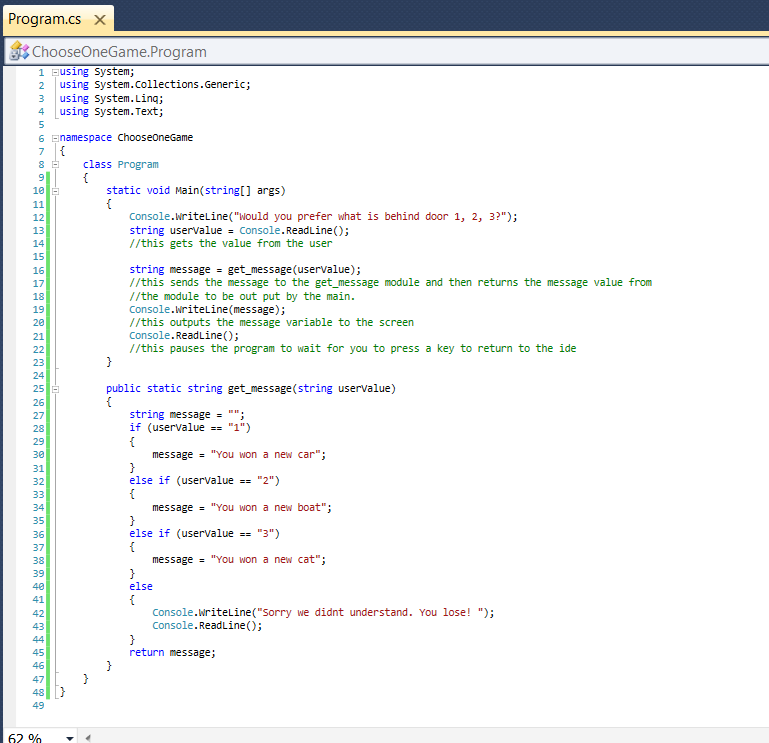 Program.cs
ChooseOneGame.Program
1 using System;
2 using System.Collections.Generic;
3 using System.Linq;
4 using System.Text;
5
6 namespace ChooseOneGame
7 {
8 class Program
9 {
10 static void Main(string[] args)
11 {
12 Console.WriteLine("Would you prefer what is behind door 1, 2, 3?");
13 string userValue = Console.ReadLine();
14 //this gets the value from the user
15
16 string message = get_message(userValue);
17 //this sends the message to the get_message module and then returns the message value from
18 //the module to be out put by the main.
19 Console.WriteLine(message);
20 //this outputs the message variable to the screen
21 Console.ReadLine();
22 //this pauses the program to wait for you to press a key to return to the ide
23 }
24
25 public static string get_message(string userValue)
26 {
27 string message = "";
28 if (userValue == "1")
29 {
30 message = "You won a new car";
31 }
32 else if (userValue == "2")
33 {
34 message = "You won a new boat";
35 }
36 else if (userValue == "3")
37 {
38 message = "You won a new cat";
39 }
40 else
41 {
42 Console.WriteLine("Sorry we didnt understand. You lose! ");
43 Console.ReadLine();
44 }
45 return message;
46 }
47 }
48 }
49
62 %